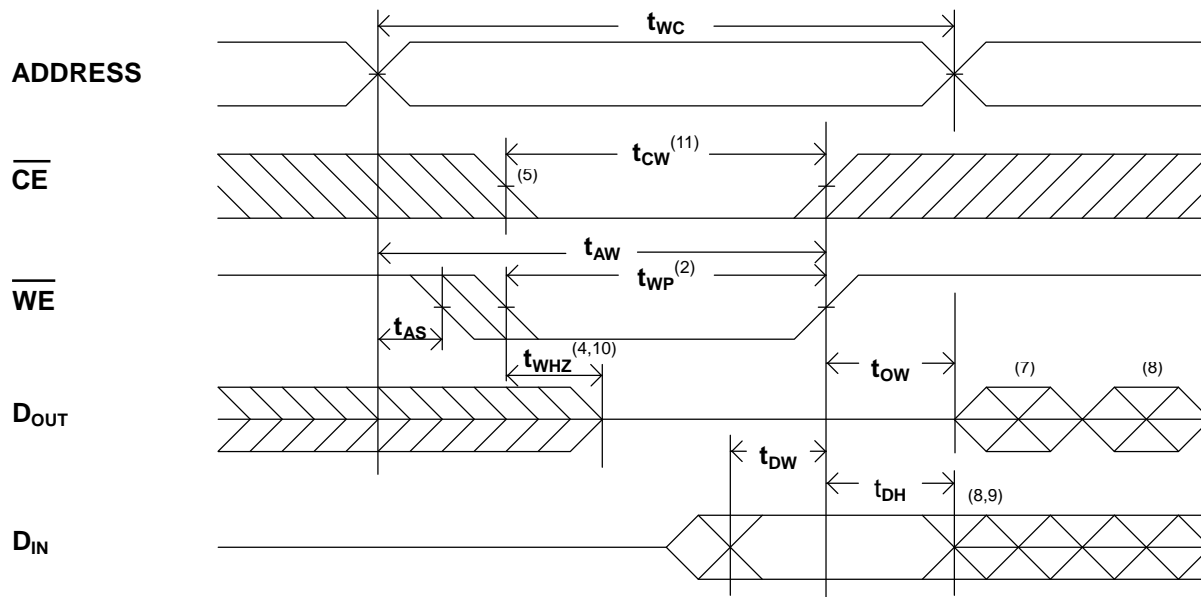 tWC
ADDRESS
CE
tCW(11)
(5)
tAW
WE
tWP(2)
tAS
tWHZ(4,10)
tOW
(7)
(8)
DOUT
tDW
tDH
(8,9)
DIN